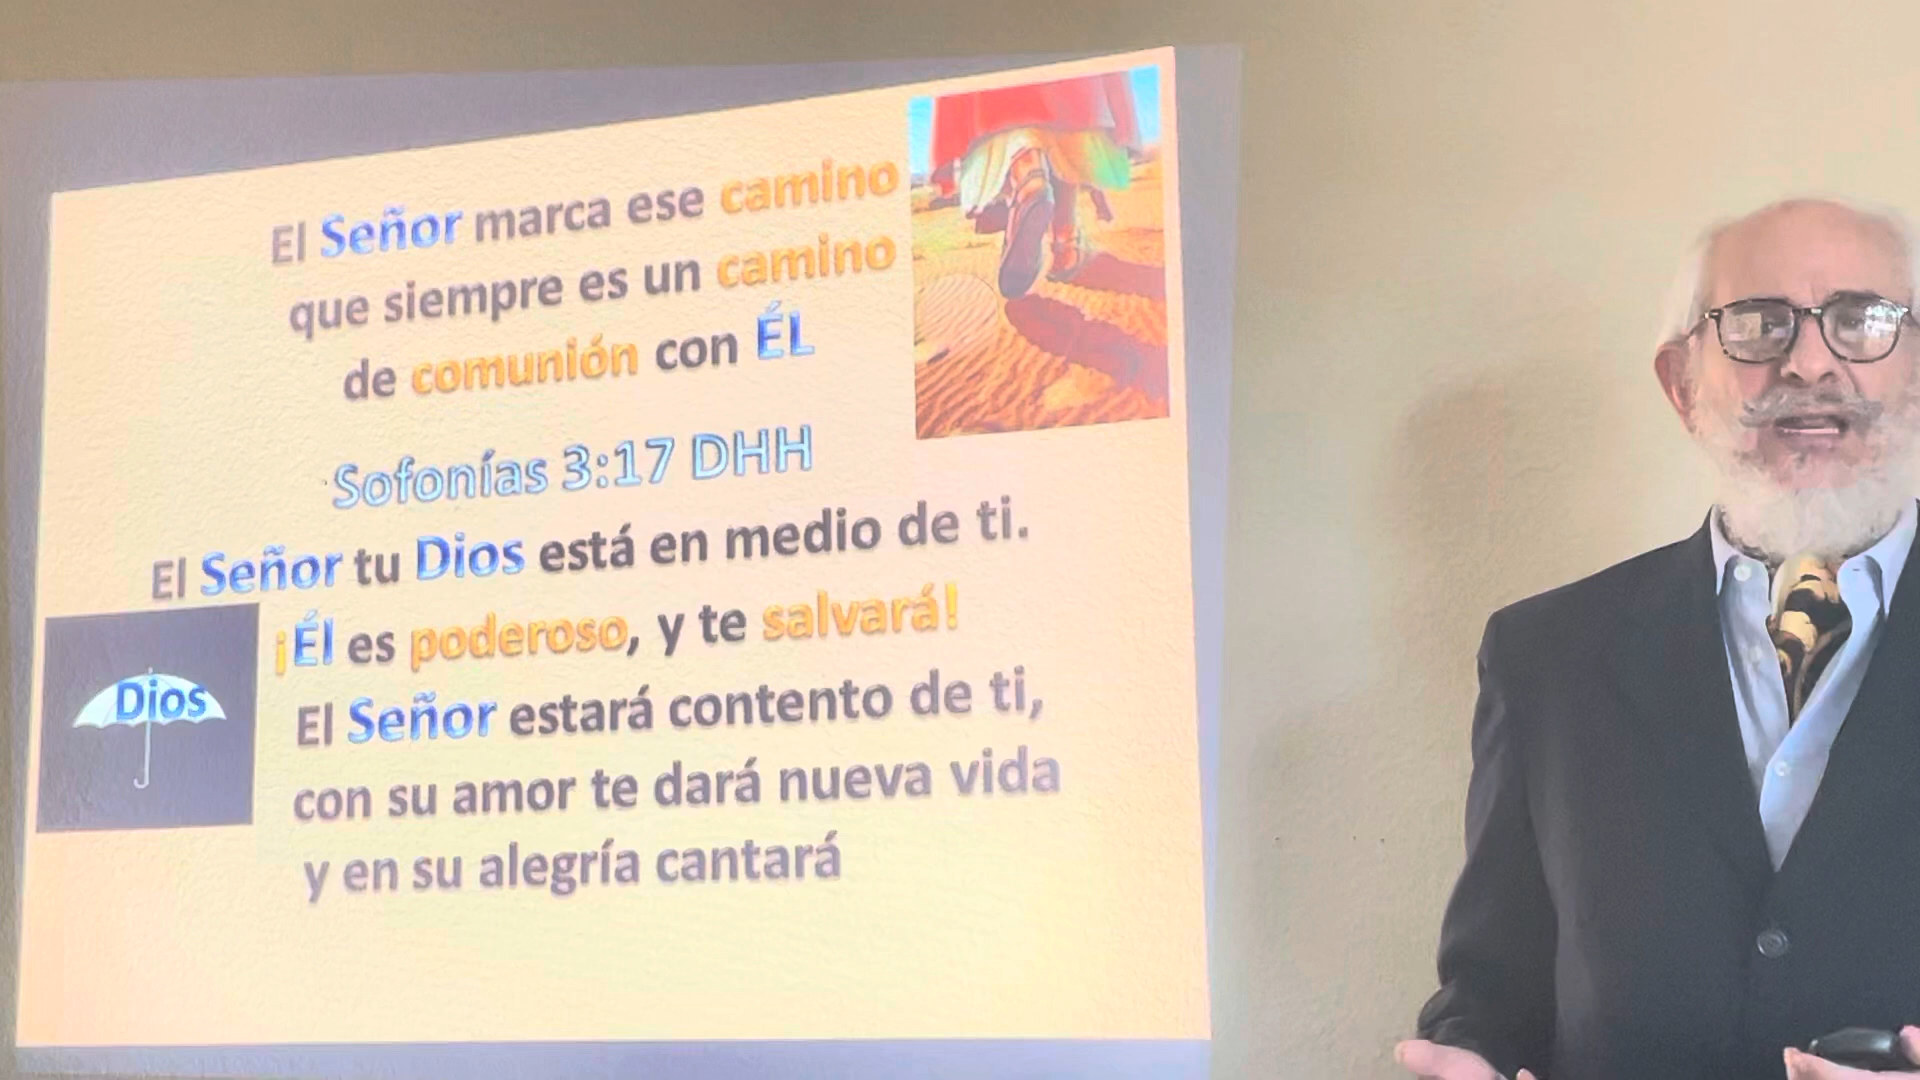 El Señor marca ese camino
que siempre es un camino
de comunión con ÉL
Sofonías 3:17 DHH
El Señor tu Dios está en medio de ti.
¡Él es poderoso, y te salvará!
Dios
El Señor estará contento de ti,
con su amor te dará nueva vida
y en su alegría cantará